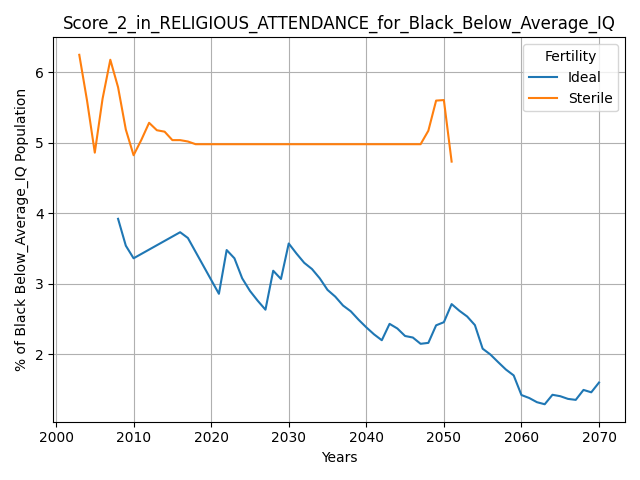 Score_2_in_RELIGIOUS_ATTENDANCE_for_Black_Below_Average_IQ
% of Black Below_Average_IQ Population
6
5
4
3
2
Fertility
Ideal
Sterile
2000 2010 2020 2030 2040 2050 2060 2070
Years